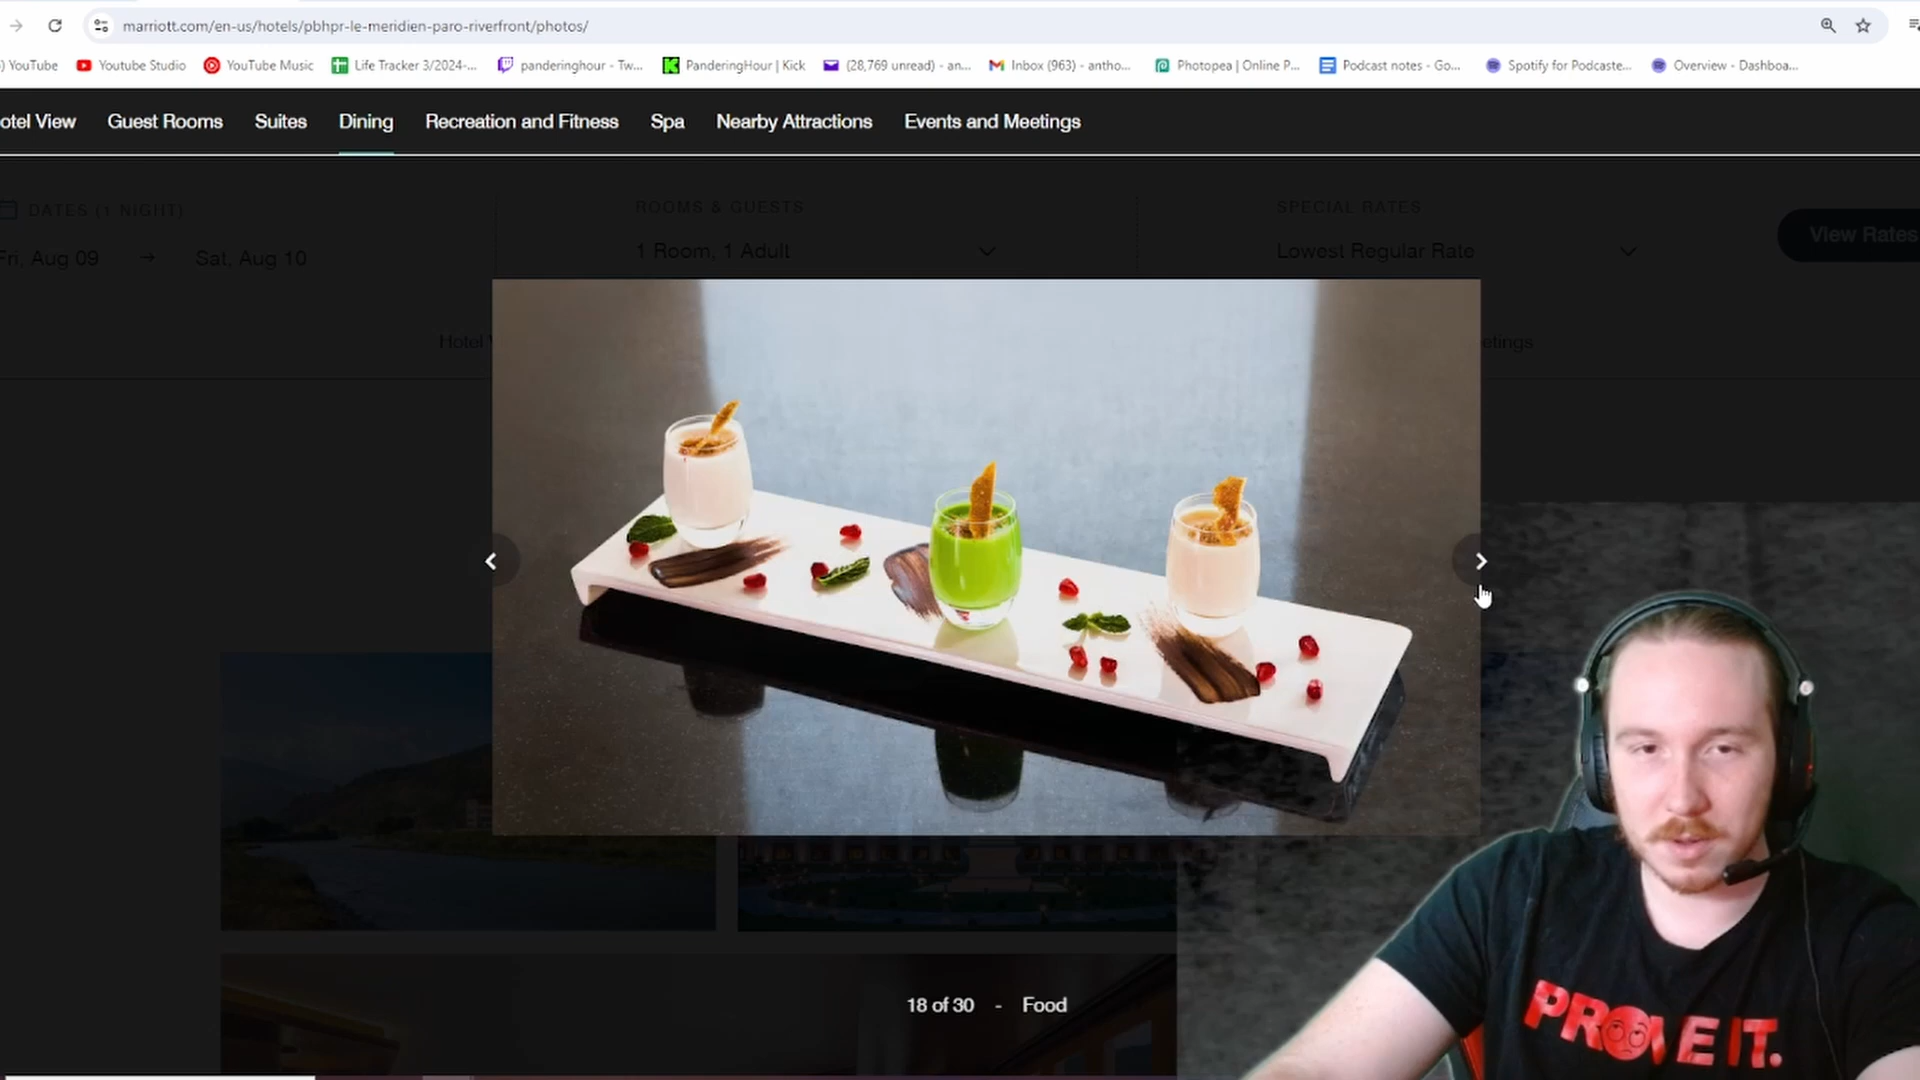 marriott.com/en-us/hotels/pbhpr-le-meridien-paro-riverfront/photos/
) YouTube Youtube Studio YouTube Music Life Tracker 3/2024-... panderinghour - Tw... PanderingHour | Kick (28,769 unread) - an... Inbox (963) - antho... Photopea | Online P... Podcast notes - Go... Spotify for Podcaste... Overview - Dashboa...
otel View Guest Rooms Suites Dining Recreation and Fitness Spa Nearby Attractions Events and Meetings
DATES (1 NIGHT) ROOMS & GUESTS SPECIAL RATES
Fri, Aug 09 → Sat, Aug 10 1 Room, 1 Adult Lowest Regular Rate View Rates
Hotel V etings
18 of 30 - Food
PROVE IT.